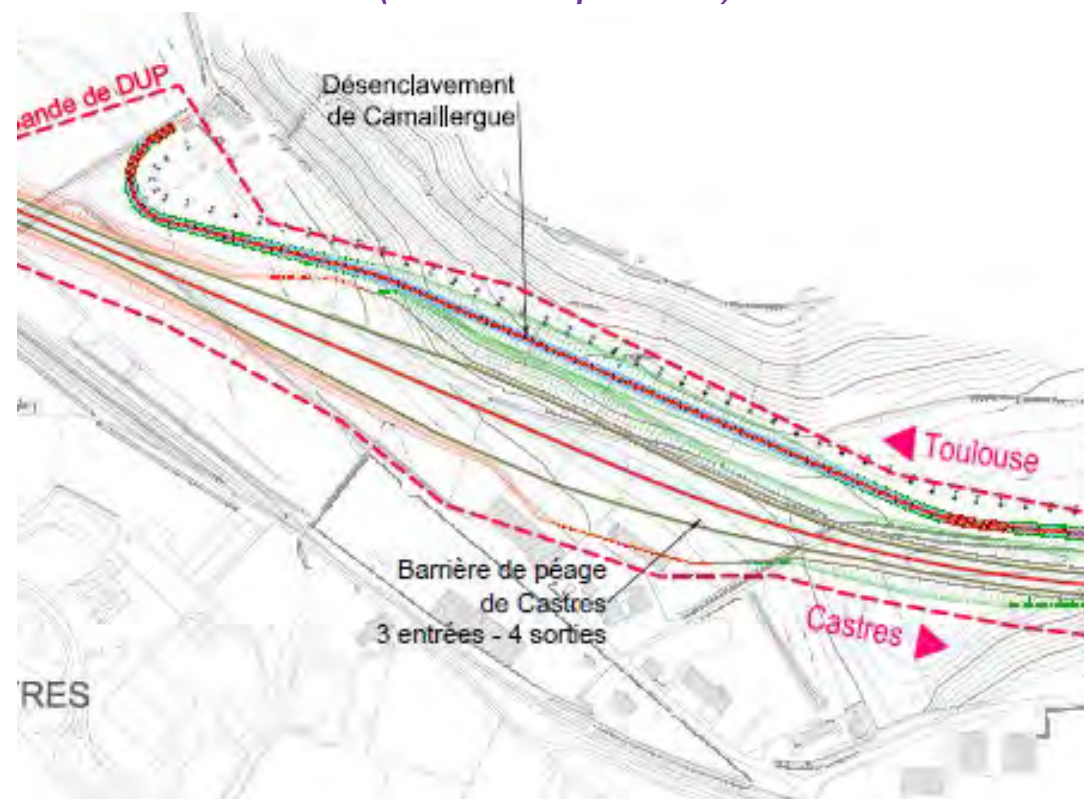 Désenclavement
de Camaillergue
ande de DUP
Toulouse
Barrière de péage
de Castres
3 entrées - 4 sorties
Castres
TRES